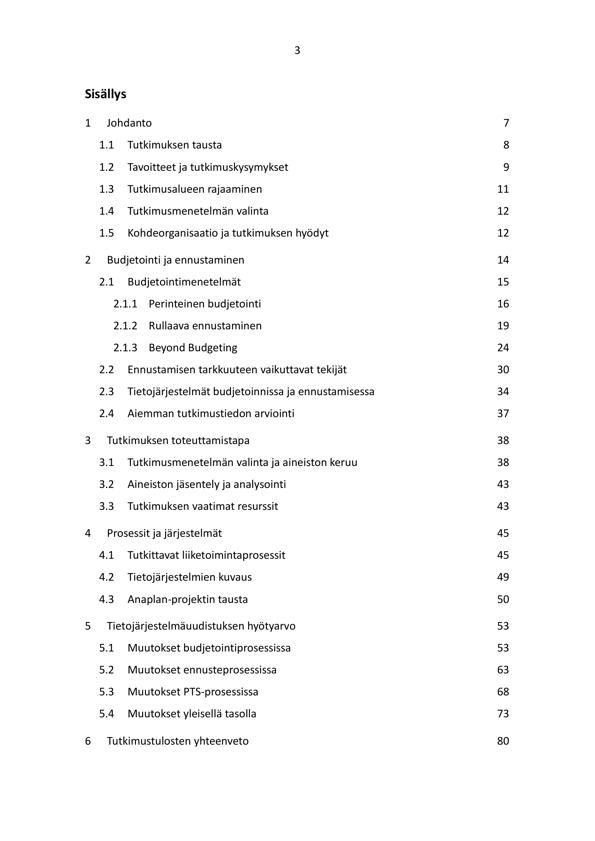 3
Sisällys
1 Johdanto 7
1.1 Tutkimuksen tausta 8
1.2 Tavoitteet ja tutkimuskysymykset 9
1.3 Tutkimusalueen rajaaminen 11
1.4 Tutkimusmenetelmän valinta 12
1.5 Kohdeorganisaatio ja tutkimuksen hyödyt 12
2 Budjetointi ja ennustaminen 14
2.1 Budjetointimenetelmät 15
2.1.1 Perinteinen budjetointi 16
2.1.2 Rullaava ennustaminen 19
2.1.3 Beyond Budgeting 24
2.2 Ennustamisen tarkkuuteen vaikuttavat tekijät 30
2.3 Tietojärjestelmät budjetoinnissa ja ennustamisessa 34
2.4 Aiemman tutkimustiedon arviointi 37
3 Tutkimuksen toteuttamistapa 38
3.1 Tutkimusmenetelmän valinta ja aineiston keruu 38
3.2 Aineiston jäsentely ja analysointi 43
3.3 Tutkimuksen vaatimat resurssit 43
4 Prosessit ja järjestelmät 45
4.1 Tutkittavat liiketoimintaprosessit 45
4.2 Tietojärjestelmien kuvaus 49
4.3 Anaplan-projektin tausta 50
5 Tietojärjestelmäuudistuksen hyötyarvo 53
5.1 Muutokset budjetointiprosessissa 53
5.2 Muutokset ennusteprosessissa 63
5.3 Muutokset PTS-prosessissa 68
5.4 Muutokset yleisellä tasolla 73
6 Tutkimustulosten yhteenveto 80